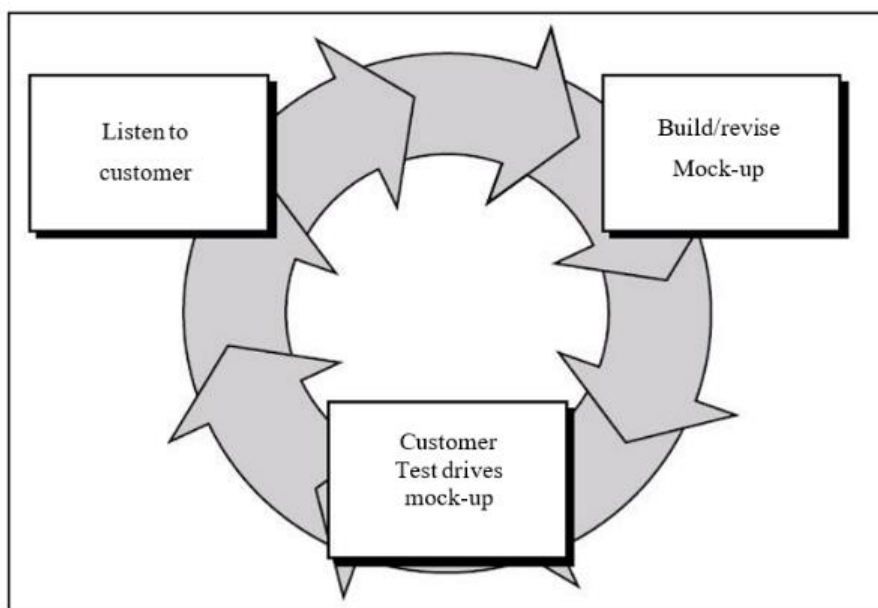 Listen to
customer
Build/revise
Mock-up
Customer
Test drives
mock-up